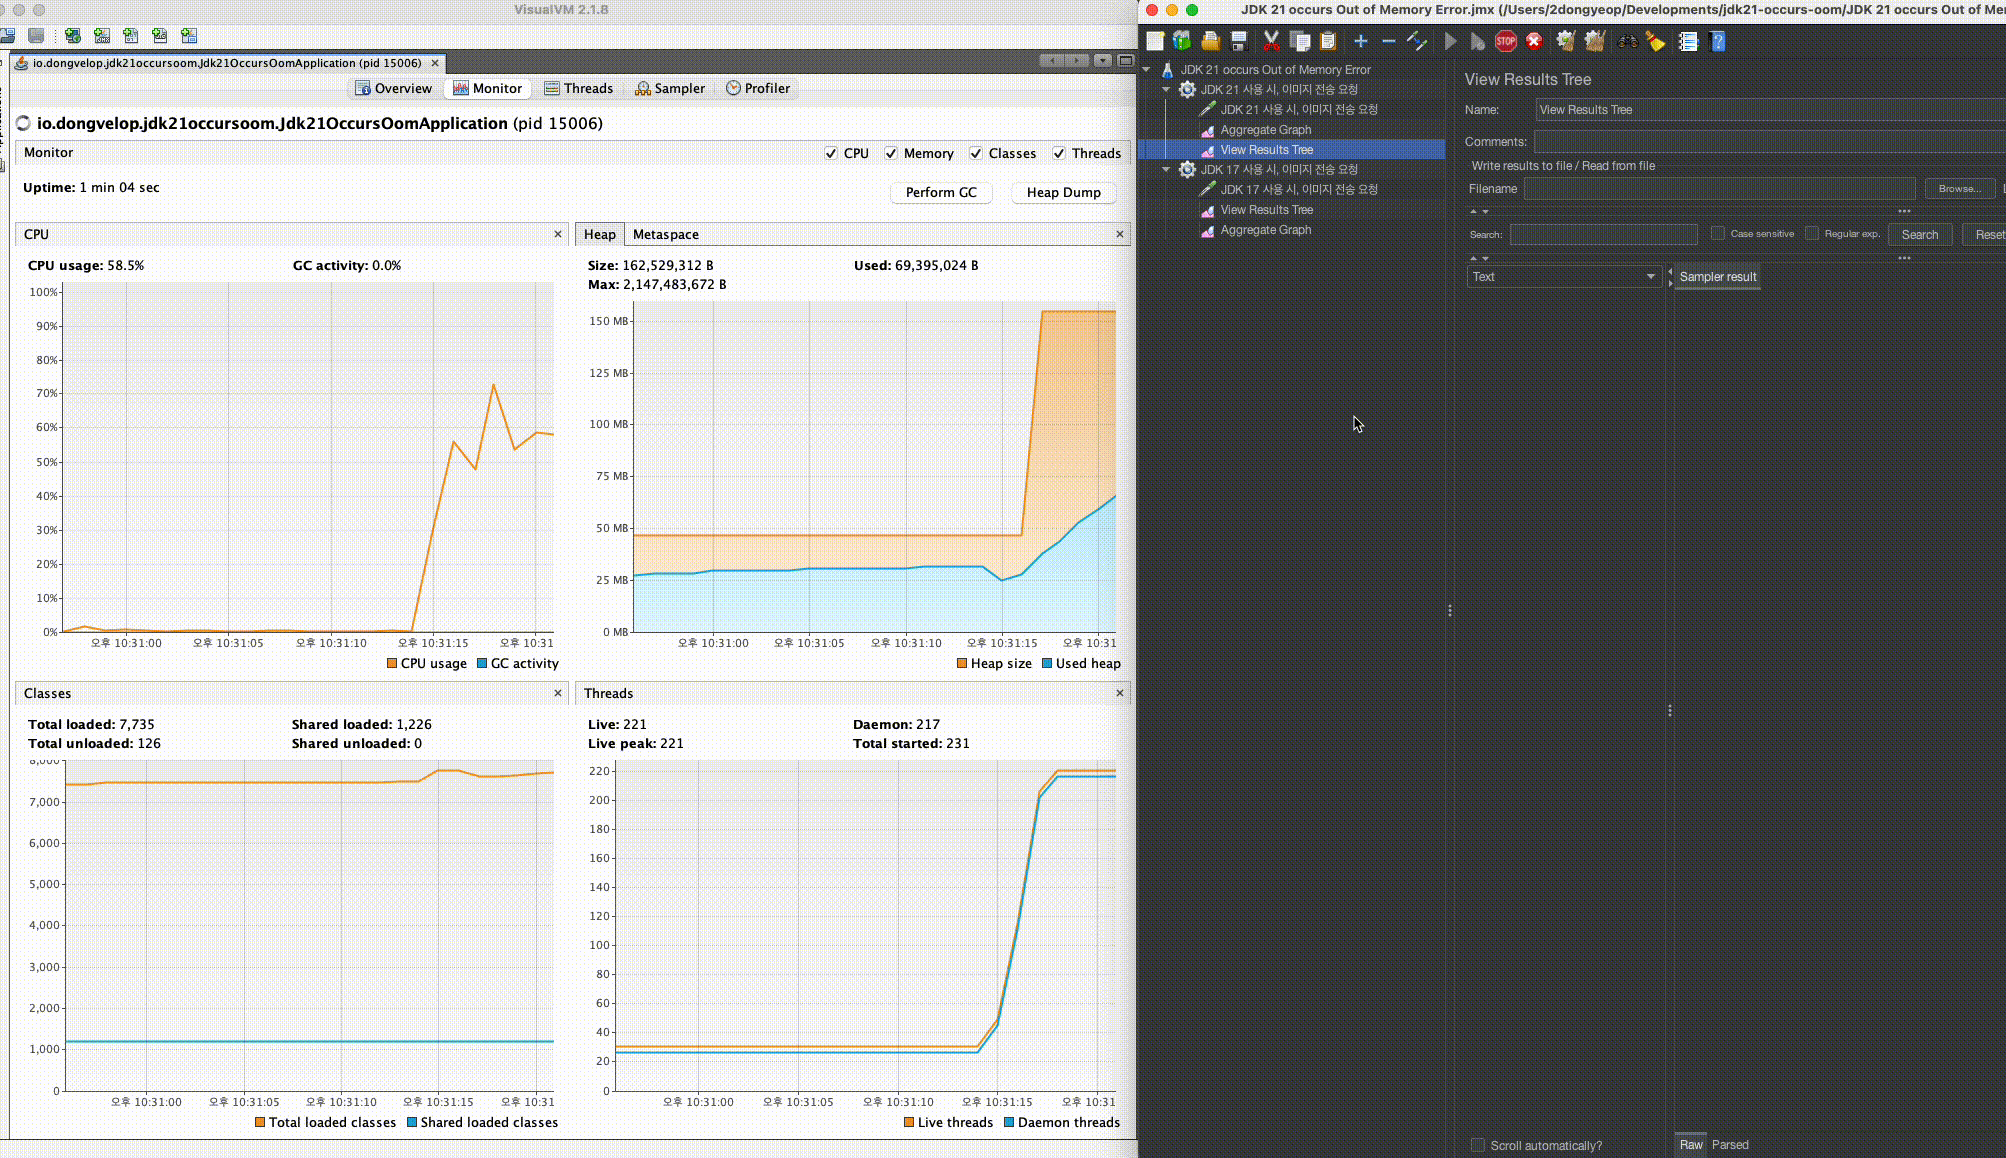 VisualVM 2.1.8
io.dongvelop.jdk21occursoom.Jdk21OccursOomApplication (pid 15006)
Overview Monitor Threads Sampler Profiler
io.dongvelop.jdk21occursoom.Jdk21OccursOomApplication (pid 15006)
Monitor CPU Memory Classes Threads
Uptime: 1 min 04 sec
Perform GC Heap Dump
CPU
CPU usage: 58.5% GC activity: 0.0%
100%
90%
80%
70%
60%
50%
40%
30%
20%
10%
0%
오후 10:31:00 오후 10:31:05 오후 10:31:10 오후 10:31:15 오후 10:31
CPU usage GC activity
Heap Metaspace
Size: 162,529,312 B Used: 69,395,024 B
Max: 2,147,483,672 B
150 MB
125 MB
100 MB
75 MB
50 MB
25 MB
0 MB
오후 10:31:00 오후 10:31:05 오후 10:31:10 오후 10:31:15 오후 10:31
Heap size Used heap
Classes
Total loaded: 7,735 Shared loaded: 1,226
Total unloaded: 126 Shared unloaded: 0
8,000
7,000
6,000
5,000
4,000
3,000
2,000
1,000
0
오후 10:31:00 오후 10:31:05 오후 10:31:10 오후 10:31:15 오후 10:31
Total loaded classes Shared loaded classes
Threads
Live: 221 Daemon: 217
Live peak: 221 Total started: 231
220
200
180
160
140
120
100
80
60
40
20
0
오후 10:31:00 오후 10:31:05 오후 10:31:10 오후 10:31:15 오후 10:31
Live threads Daemon threads
JDK 21 occurs Out of Memory Error.jmx (/Users/2dongyeop/Developments/jdk21-occurs-oom/JDK 21 occurs Out of Mer
STOP
JDK 21 occurs Out of Memory Error
JDK 21 사용 시, 이미지 전송 요청
JDK 21 사용 시, 이미지 전송 요청
Aggregate Graph
View Results Tree
JDK 17 사용 시, 이미지 전송 요청
JDK 17 사용 시, 이미지 전송 요청
View Results Tree
Aggregate Graph
View Results Tree
Name: View Results Tree
Comments:
Write results to file / Read from file
Filename Browse...
Search: Case sensitive Regular exp. Search Reset
Text Sampler result
Scroll automatically? Raw Parsed